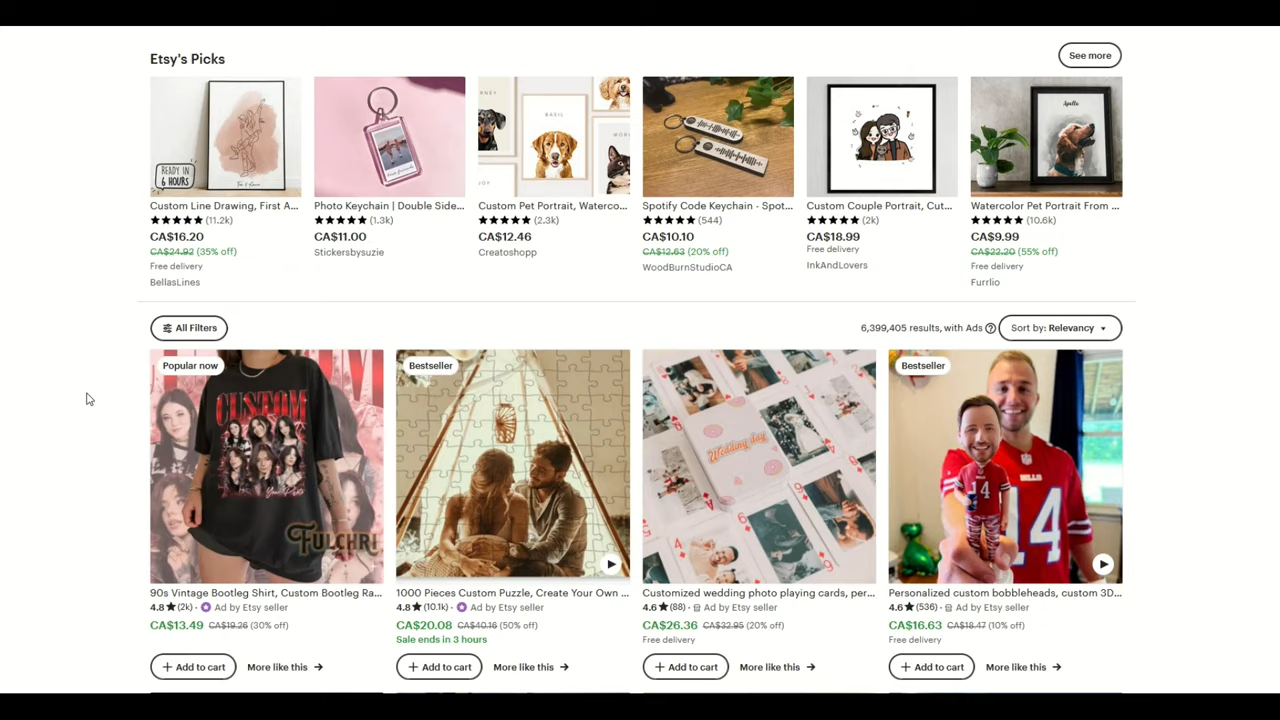 Etsy's Picks
See more
READY IN
6 HOURS
BASIL
Apollo
Custom Line Drawing, First A...
Photo Keychain | Double Side...
Custom Pet Portrait, Waterco...
Spotify Code Keychain - Spot...
Custom Couple Portrait, Cut...
Watercolor Pet Portrait From ...
★★★★★ (11.2k)
★★★★★ (1.3k)
★★★★★ (2.3k)
★★★★★ (544)
★★★★★ (2k)
★★★★★ (10.6k)
CA$16.20
CA$11.00
CA$12.46
CA$10.10
CA$18.99
CA$9.99
CA$24.92 (35% off)
Stickersbysuzie
Creatoshopp
CA$12.63 (20% off)
Free delivery
CA$22.20 (55% off)
Free delivery
WoodBurnStudioCA
InkAndLovers
Free delivery
BellasLines
Furrlio
All Filters
6,399,405 results, with Ads
Sort by: Relevancy
Popular now
Bestseller
Bestseller
CUSTOM
FULCHRI
Wedding day
BILLS
14
14
90s Vintage Bootleg Shirt, Custom Bootleg Ra...
1000 Pieces Custom Puzzle, Create Your Own ...
Customized wedding photo playing cards, per...
Personalized custom bobbleheads, custom 3D...
4.8★ (2k) · Ad by Etsy seller
4.8★ (10.1k) · Ad by Etsy seller
4.6★ (88) · Ad by Etsy seller
4.6★ (536) · Ad by Etsy seller
CA$13.49 CA$19.26 (30% off)
CA$20.08 CA$40.16 (50% off)
CA$26.36 CA$32.95 (20% off)
CA$16.63 CA$18.47 (10% off)
Sale ends in 3 hours
Free delivery
Free delivery
+ Add to cart
More like this →
+ Add to cart
More like this →
+ Add to cart
More like this →
+ Add to cart
More like this →